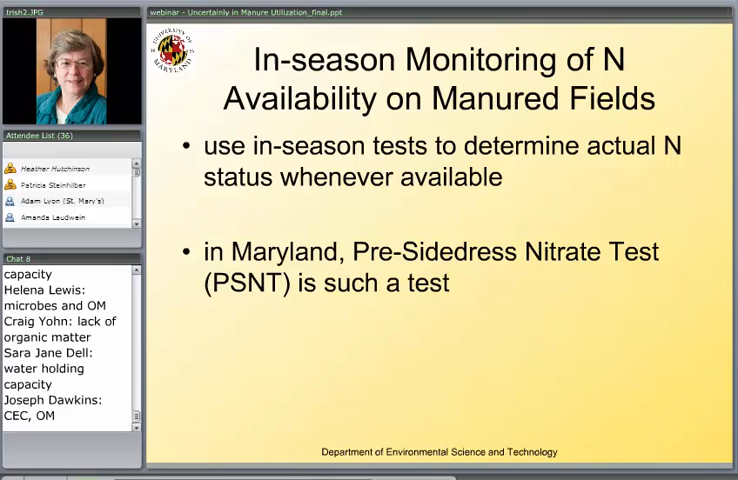 trish2.JPG
webinar - Uncertainly in Manure Utilization_final.ppt
Attendee List (36)
Heather Hutchinson
Patricia Steinhilber
Adam Lyon (St. Mary's)
Amanda Laudwein
Chat 8
capacity
Helena Lewis:
microbes and OM
Craig Yohn: lack of
organic matter
Sara Jane Dell:
water holding
capacity
Joseph Dawkins:
CEC, OM
UNIVERSITY OF
MARYLAND
In-season Monitoring of N
Availability on Manured Fields
• use in-season tests to determine actual N
status whenever available
• in Maryland, Pre-Sidedress Nitrate Test
(PSNT) is such a test
Department of Environmental Science and Technology